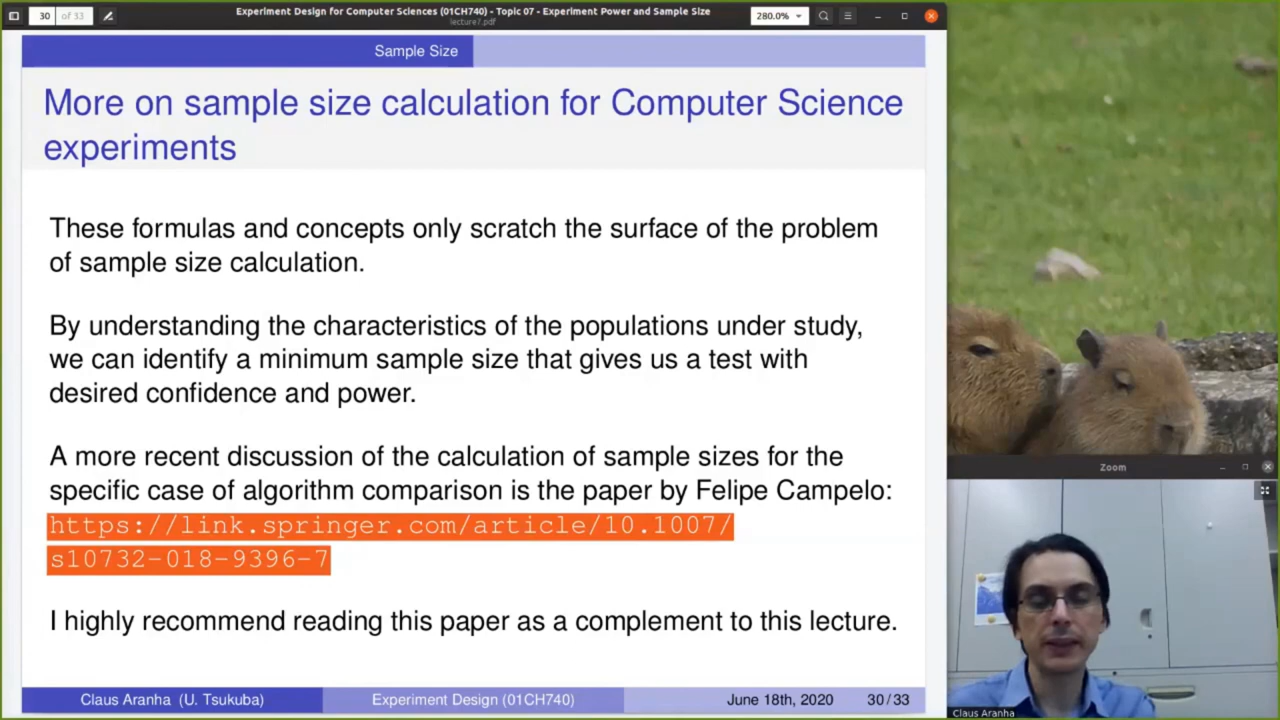 30 of 33
Experiment Design for Computer Sciences (01CH740) - Topic 07 - Experiment Power and Sample Size
lecture7.pdf
280.0%
Sample Size
More on sample size calculation for Computer Science
experiments
These formulas and concepts only scratch the surface of the problem
of sample size calculation.
By understanding the characteristics of the populations under study,
we can identify a minimum sample size that gives us a test with
desired confidence and power.
A more recent discussion of the calculation of sample sizes for the
specific case of algorithm comparison is the paper by Felipe Campelo:
https://link.springer.com/article/10.1007/
s10732-018-9396-7
I highly recommend reading this paper as a complement to this lecture.
Claus Aranha (U. Tsukuba) Experiment Design (01CH740) June 18th, 2020 30/33
Zoom
Claus Aranha